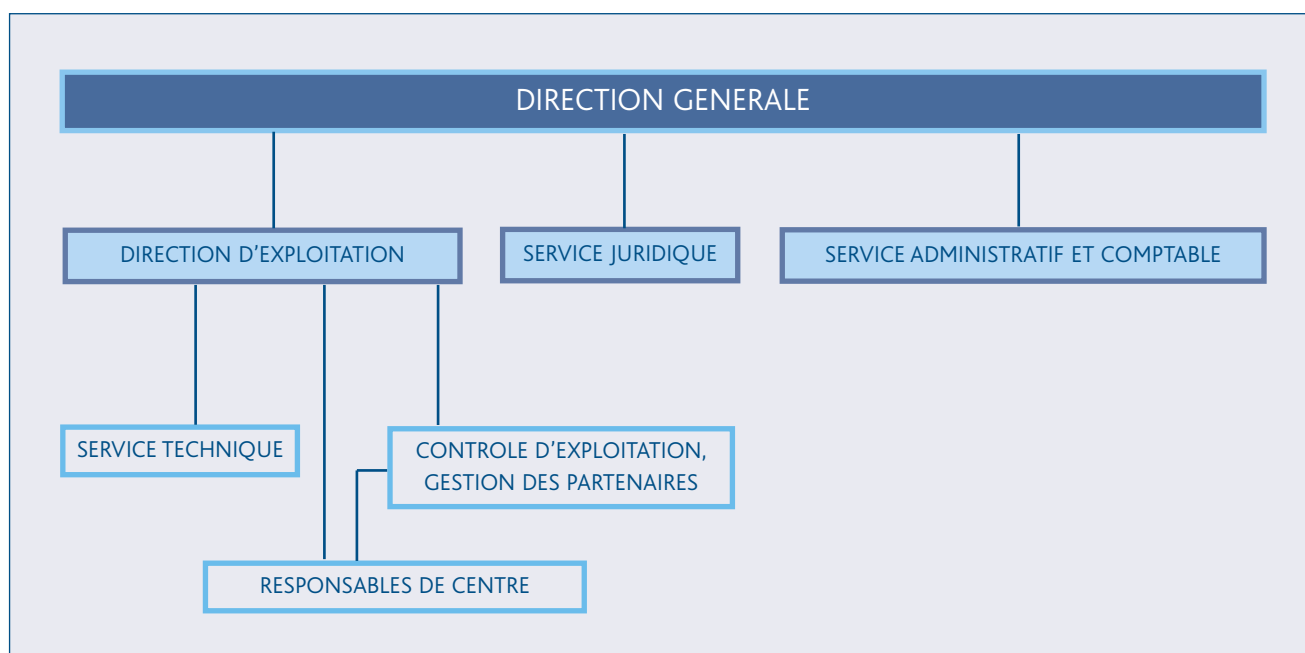 DIRECTION GENERALE
DIRECTION D'EXPLOITATION
SERVICE JURIDIQUE
SERVICE ADMINISTRATIF ET COMPTABLE
SERVICE TECHNIQUE
CONTROLE D'EXPLOITATION,
GESTION DES PARTENAIRES
RESPONSABLES DE CENTRE